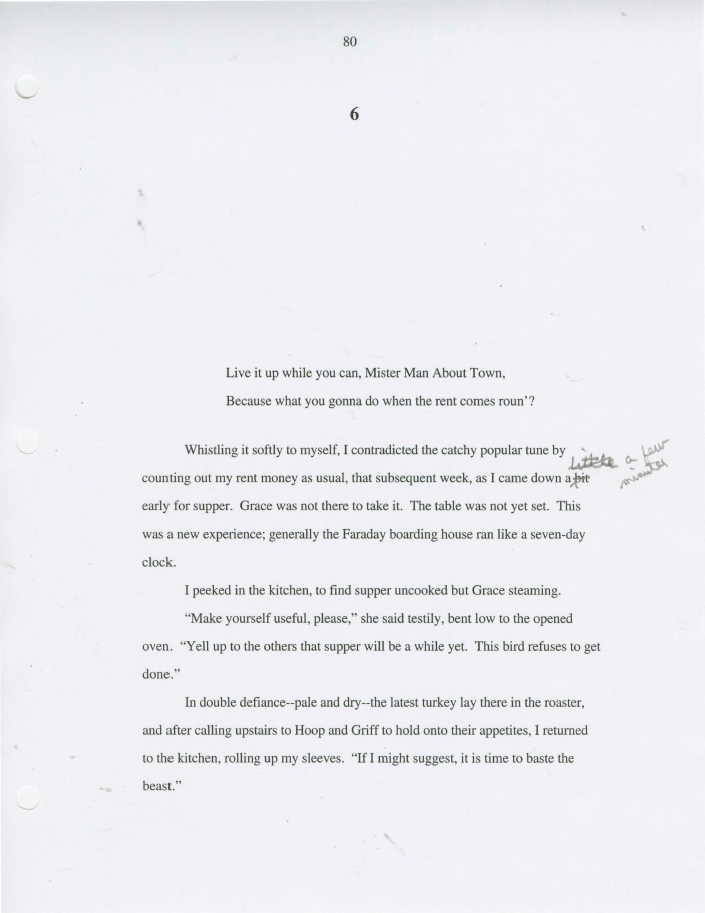 80
6
Live it up while you can, Mister Man About Town,
Because what you gonna do when the rent comes roun’?
Whistling it softly to myself, I contradicted the catchy popular tune by
little a few
minutes
counting out my rent money as usual, that subsequent week, as I came down a bit
early for supper. Grace was not there to take it. The table was not yet set. This
was a new experience; generally the Faraday boarding house ran like a seven-day
clock.
I peeked in the kitchen, to find supper uncooked but Grace steaming.
“Make yourself useful, please,” she said testily, bent low to the opened
oven. “Yell up to the others that supper will be a while yet. This bird refuses to get
done.”
In double defiance--pale and dry--the latest turkey lay there in the roaster,
and after calling upstairs to Hoop and Griff to hold onto their appetites, I returned
to the kitchen, rolling up my sleeves. “If I might suggest, it is time to baste the
beast.”